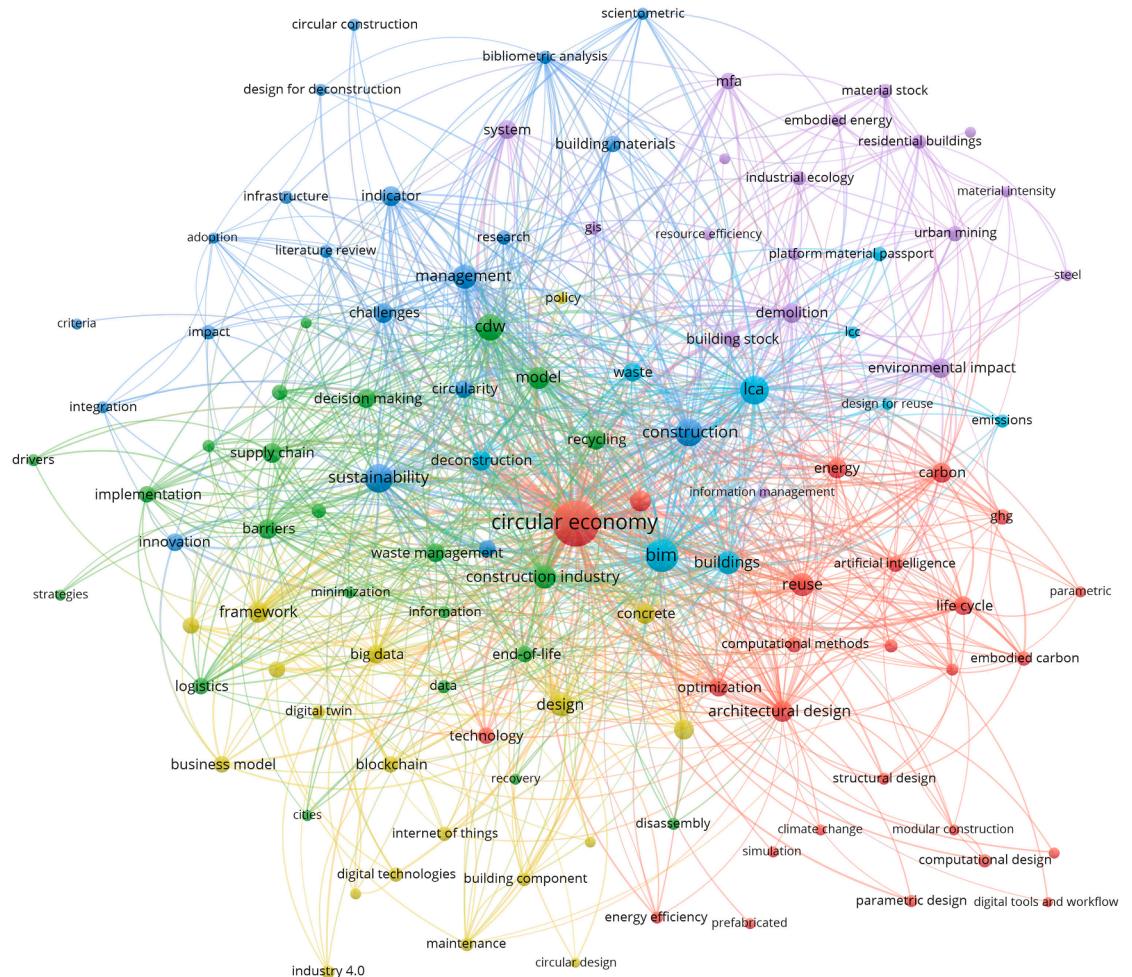 scientometric
circular construction
bibliometric analysis
mfa
design for deconstruction
material stock
embodied energy
system
building materials
residential buildings
industrial ecology
infrastructure
indicator
material intensity
gis
resource efficiency
urban mining
adoption
research
literature review
platform material passport
management
steel
policy
challenges
demolition
criteria
cdw
impact
building stock
lcc
environmental impact
waste
model
circularity
lca
integration
decision making
design for reuse
emissions
construction
recycling
supply chain
drivers
deconstruction
energy
carbon
sustainability
implementation
information management
circular economy
ghg
barriers
innovation
waste management
bim
buildings
artificial intelligence
construction industry
reuse
strategies
minimization
parametric
framework
information
concrete
life cycle
computational methods
big data
end-of-life
embodied carbon
logistics
data
optimization
design
digital twin
architectural design
technology
business model
blockchain
recovery
structural design
cities
disassembly
internet of things
climate change
modular construction
simulation
computational design
digital technologies
building component
parametric design
digital tools and workflow
energy efficiency
prefabricated
maintenance
circular design
industry 4.0